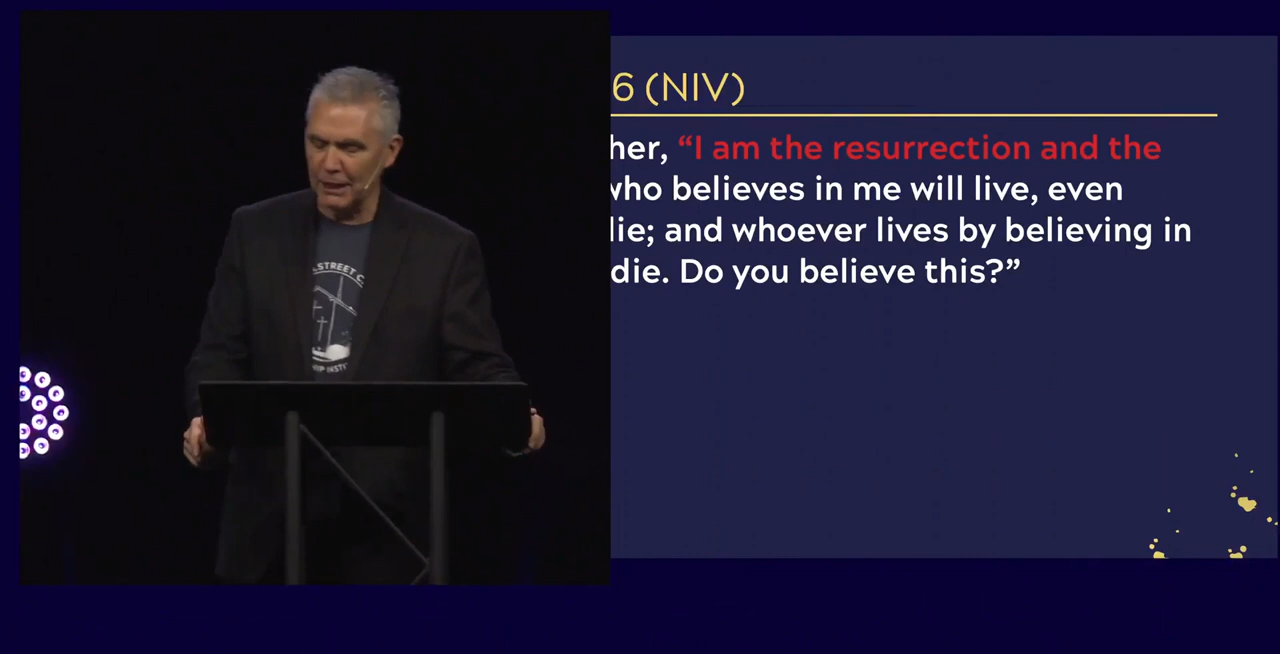 6 (NIV)
her, “I am the resurrection and the
who believes in me will live, even
die; and whoever lives by believing in
die. Do you believe this?”
STREET C